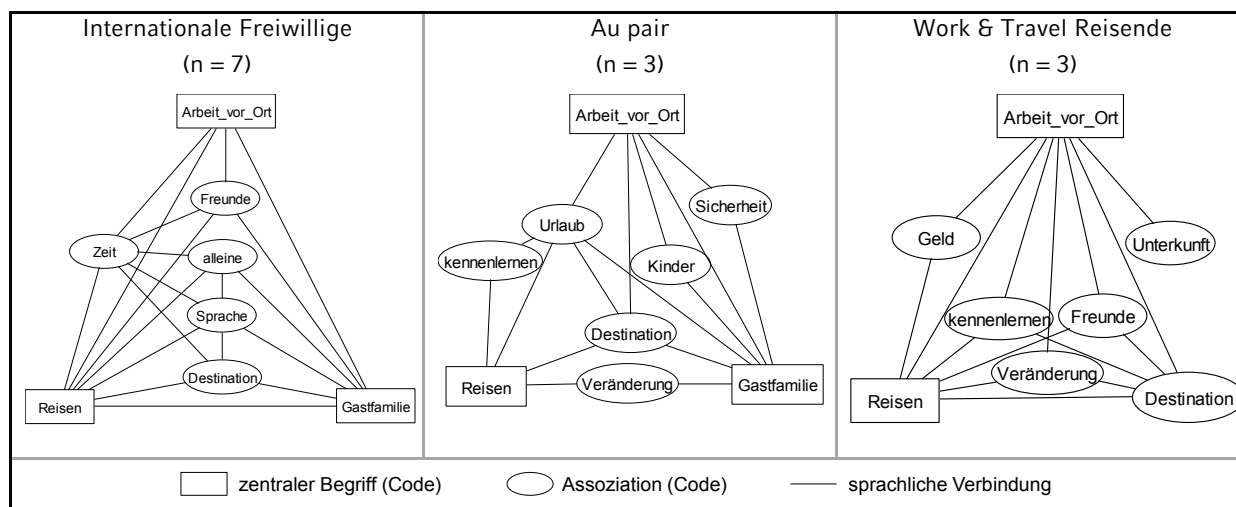 Internationale Freiwillige
(n = 7)
Arbeit_vor_Ort
Freunde
Zeit
alleine
Sprache
Destination
Reisen
Gastfamilie
Au pair
(n = 3)
Arbeit_vor_Ort
Sicherheit
Urlaub
kennenlernen
Kinder
Destination
Reisen
Veränderung
Gastfamilie
Work & Travel Reisende
(n = 3)
Arbeit_vor_Ort
Geld
Unterkunft
kennenlernen
Freunde
Veränderung
Reisen
Destination
zentraler Begriff (Code)
Assoziation (Code)
sprachliche Verbindung